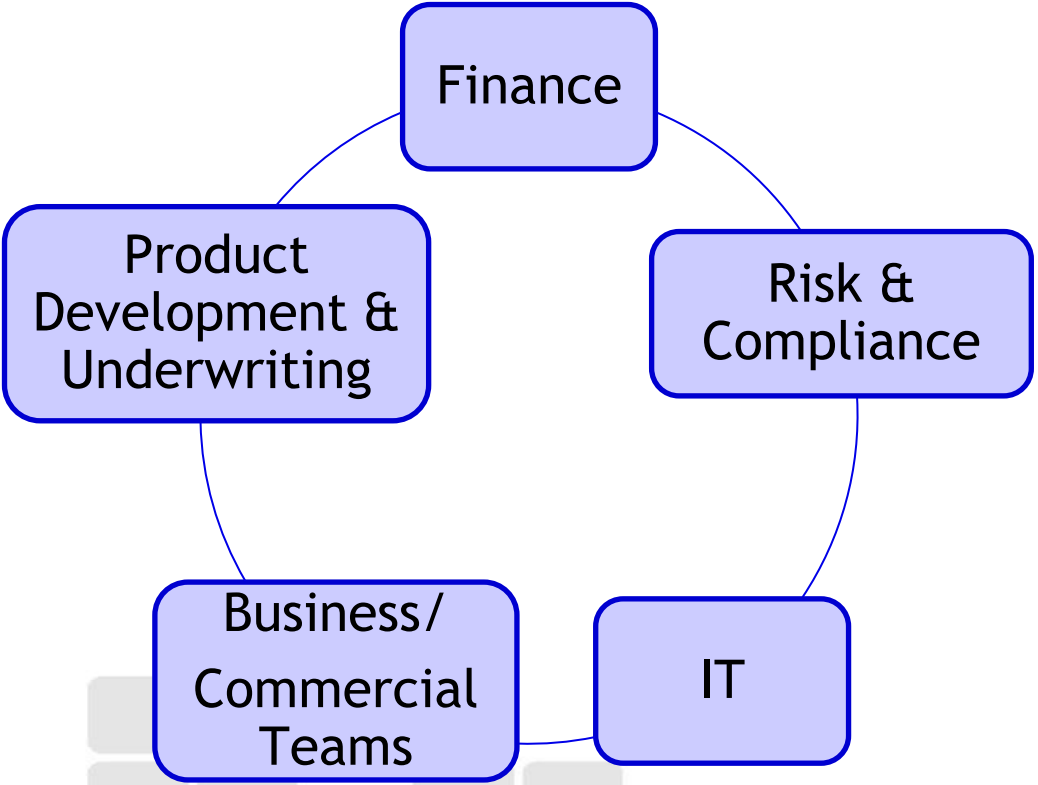 Finance
Product
Development &
Underwriting
Risk &
Compliance
Business/
Commercial
Teams
IT